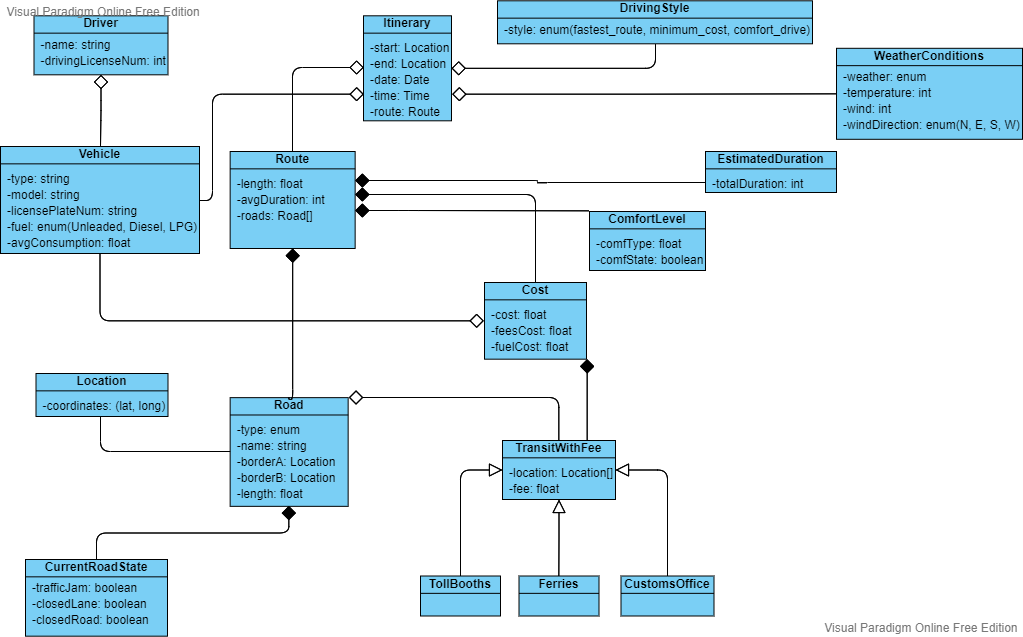 Visual Paradigm Online Free Edition
Driver
-name: string
-drivingLicenseNum: int
Itinerary
-start: Location
-end: Location
-date: Date
-time: Time
-route: Route
DrivingStyle
-style: enum(fastest_route, minimum_cost, comfort_drive)
WeatherConditions
-weather: enum
-temperature: int
-wind: int
-windDirection: enum(N, E, S, W)
Vehicle
-type: string
-model: string
-licensePlateNum: string
-fuel: enum(Unleaded, Diesel, LPG)
-avgConsumption: float
Route
-length: float
-avgDuration: int
-roads: Road[]
EstimatedDuration
-totalDuration: int
ComfortLevel
-comfType: float
-comfState: boolean
Cost
-cost: float
-feesCost: float
-fuelCost: float
Location
-coordinates: (lat, long)
Road
-type: enum
-name: string
-borderA: Location
-borderB: Location
-length: float
TransitWithFee
-location: Location[]
-fee: float
CurrentRoadState
-trafficJam: boolean
-closedLane: boolean
-closedRoad: boolean
TollBooths
Ferries
CustomsOffice
Visual Paradigm Online Free Edition